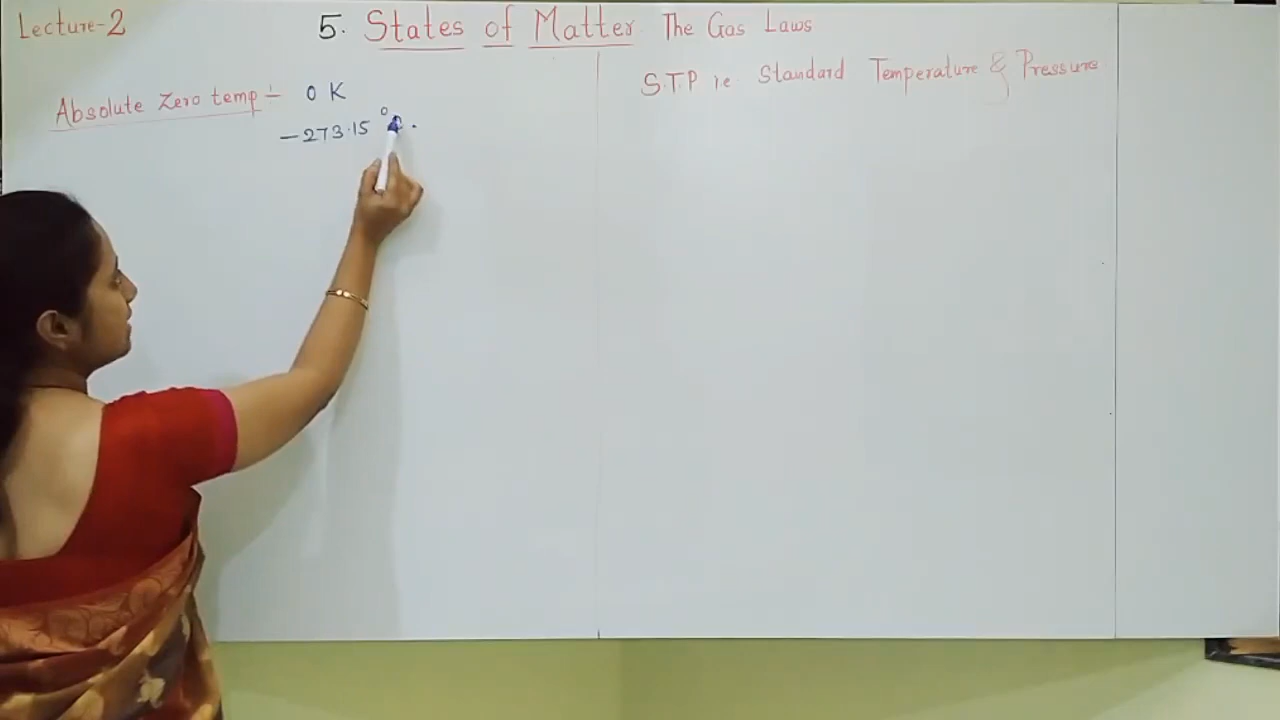 Lecture-2
5. States of Matter The Gas Laws
Absolute Zero temp :- 0 K
-273.15 °
S.T.P ie Standard Temperature & Pressure